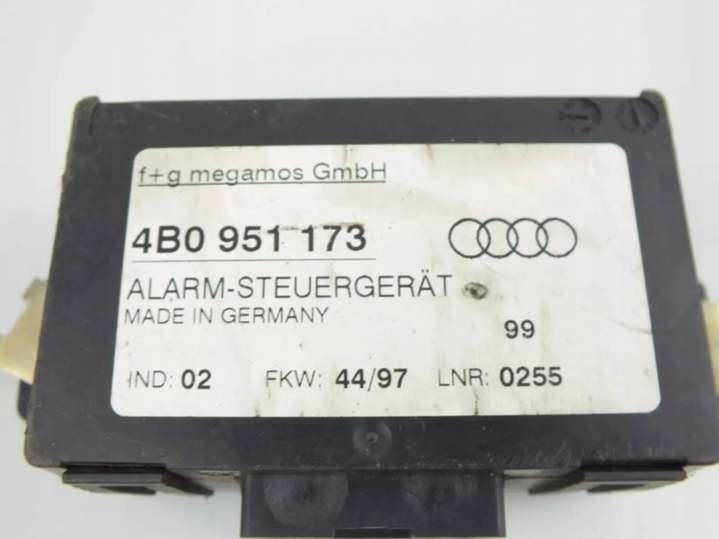 f+g megamos GmbH
4B0 951 173
ALARM-STEUERGERÄT
MADE IN GERMANY
99
IND: 02 FKW: 44/97 LNR: 0255